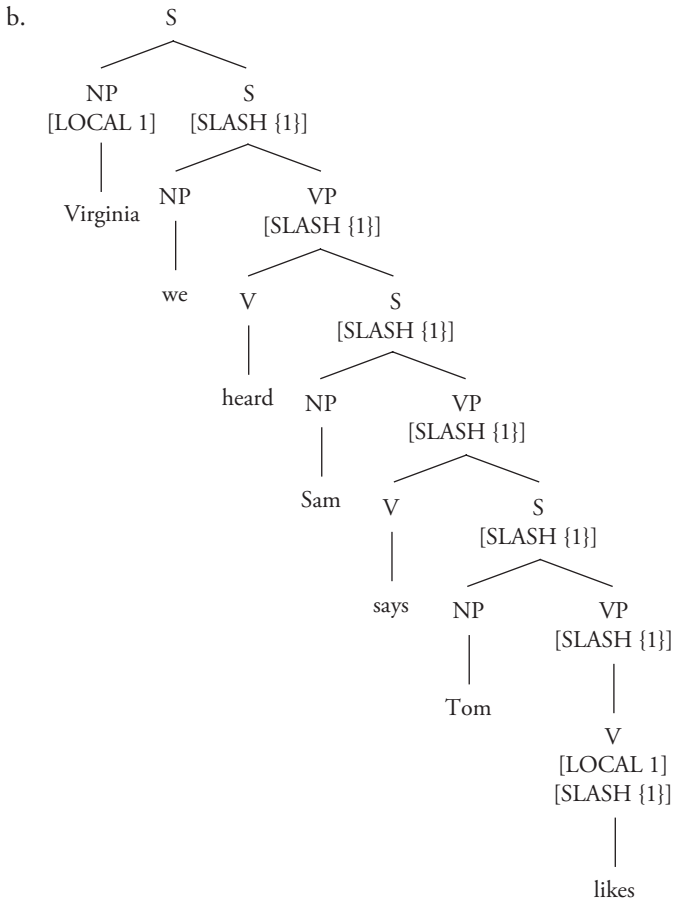 b. S
NP S
[LOCAL 1] [SLASH {1}]
Virginia NP VP
[SLASH {1}]
we V S
[SLASH {1}]
heard NP VP
[SLASH {1}]
Sam V S
[SLASH {1}]
says NP VP
[SLASH {1}]
Tom V
[LOCAL 1]
[SLASH {1}]
likes